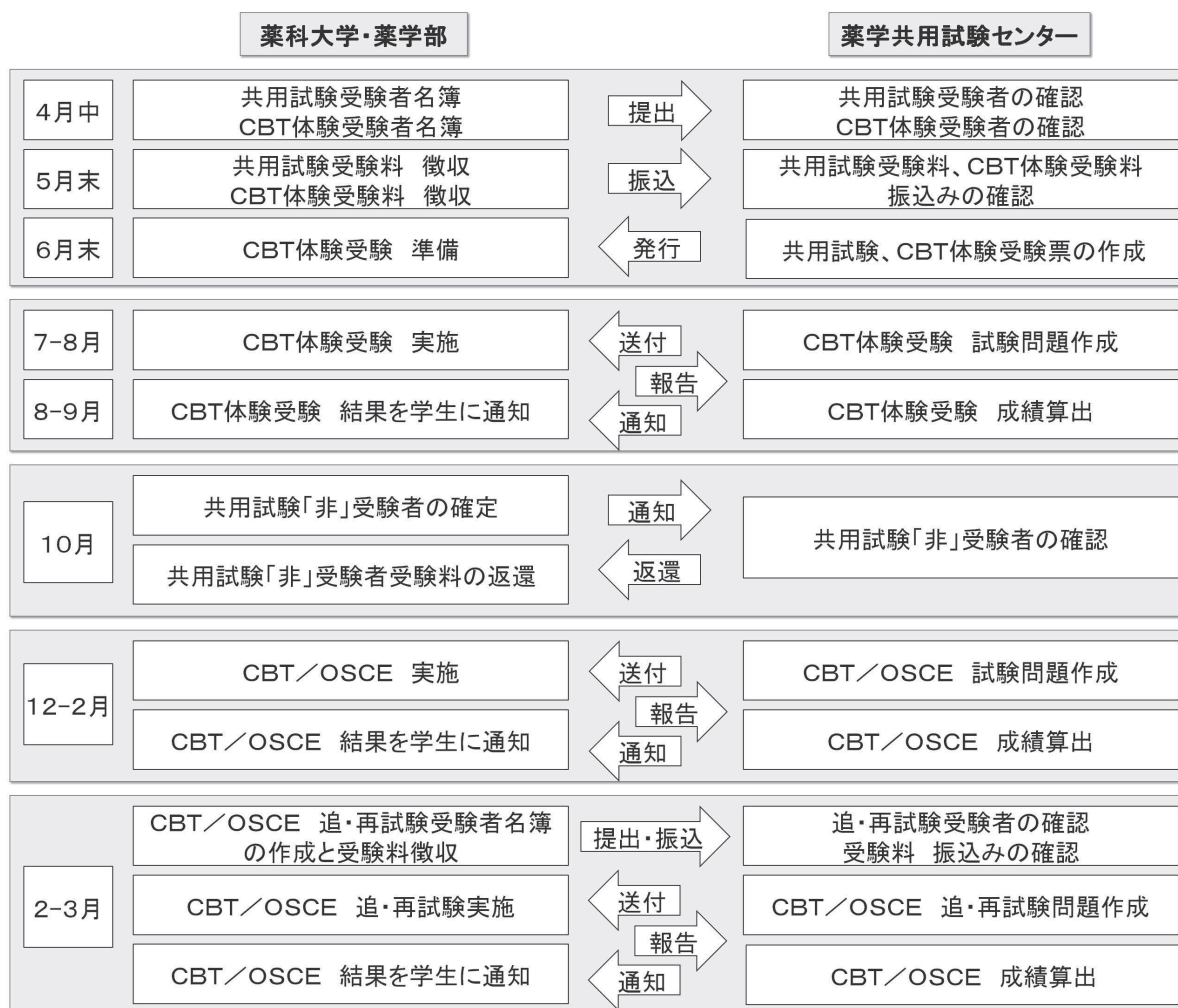 薬科大学・薬学部
薬学共用試験センター
4月中
共用試験受験者名簿
CBT体験受験者名簿
提出
共用試験受験者の確認
CBT体験受験者の確認
5月末
共用試験受験料 徴収
CBT体験受験料 徴収
振込
共用試験受験料、CBT体験受験料
振込みの確認
6月末
CBT体験受験 準備
発行
共用試験、CBT体験受験票の作成
7-8月
CBT体験受験 実施
送付
CBT体験受験 試験問題作成
報告
8-9月
CBT体験受験 結果を学生に通知
通知
CBT体験受験 成績算出
10月
共用試験「非」受験者の確定
通知
共用試験「非」受験者の確認
共用試験「非」受験者受験料の返還
返還
12-2月
CBT/OSCE 実施
送付
CBT/OSCE 試験問題作成
報告
CBT/OSCE 結果を学生に通知
通知
CBT/OSCE 成績算出
2-3月
CBT/OSCE 追・再試験受験者名簿
の作成と受験料徴収
提出・振込
追・再試験受験者の確認
受験料 振込みの確認
CBT/OSCE 追・再試験実施
送付
CBT/OSCE 追・再試験問題作成
報告
CBT/OSCE 結果を学生に通知
通知
CBT/OSCE 成績算出